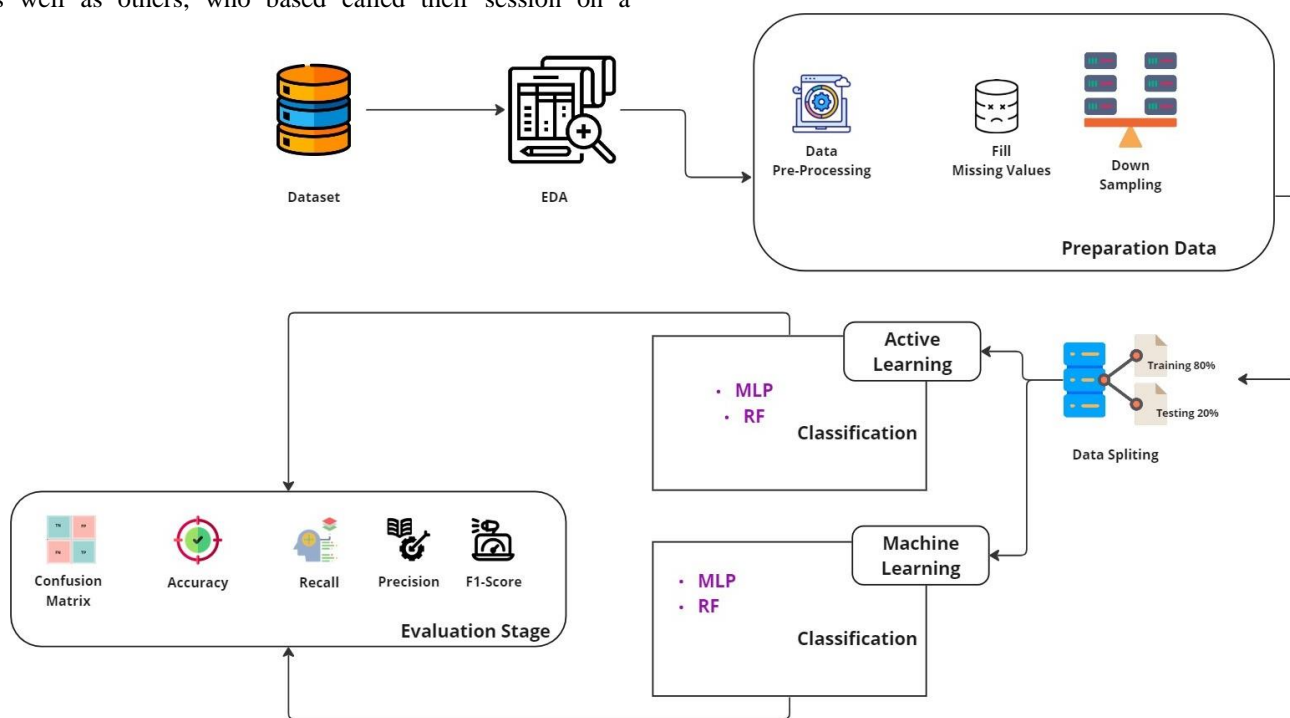 s well as others, who based called their session on a
Dataset
EDA
Data
Pre-Processing
Fill
Missing Values
Down
Sampling
Preparation Data
Active
Learning
• MLP
• RF
Classification
Training 80%
Testing 20%
Data Spliting
Machine
Learning
• MLP
• RF
Classification
Confusion
Matrix
Accuracy
Recall
Precision
F1-Score
Evaluation Stage